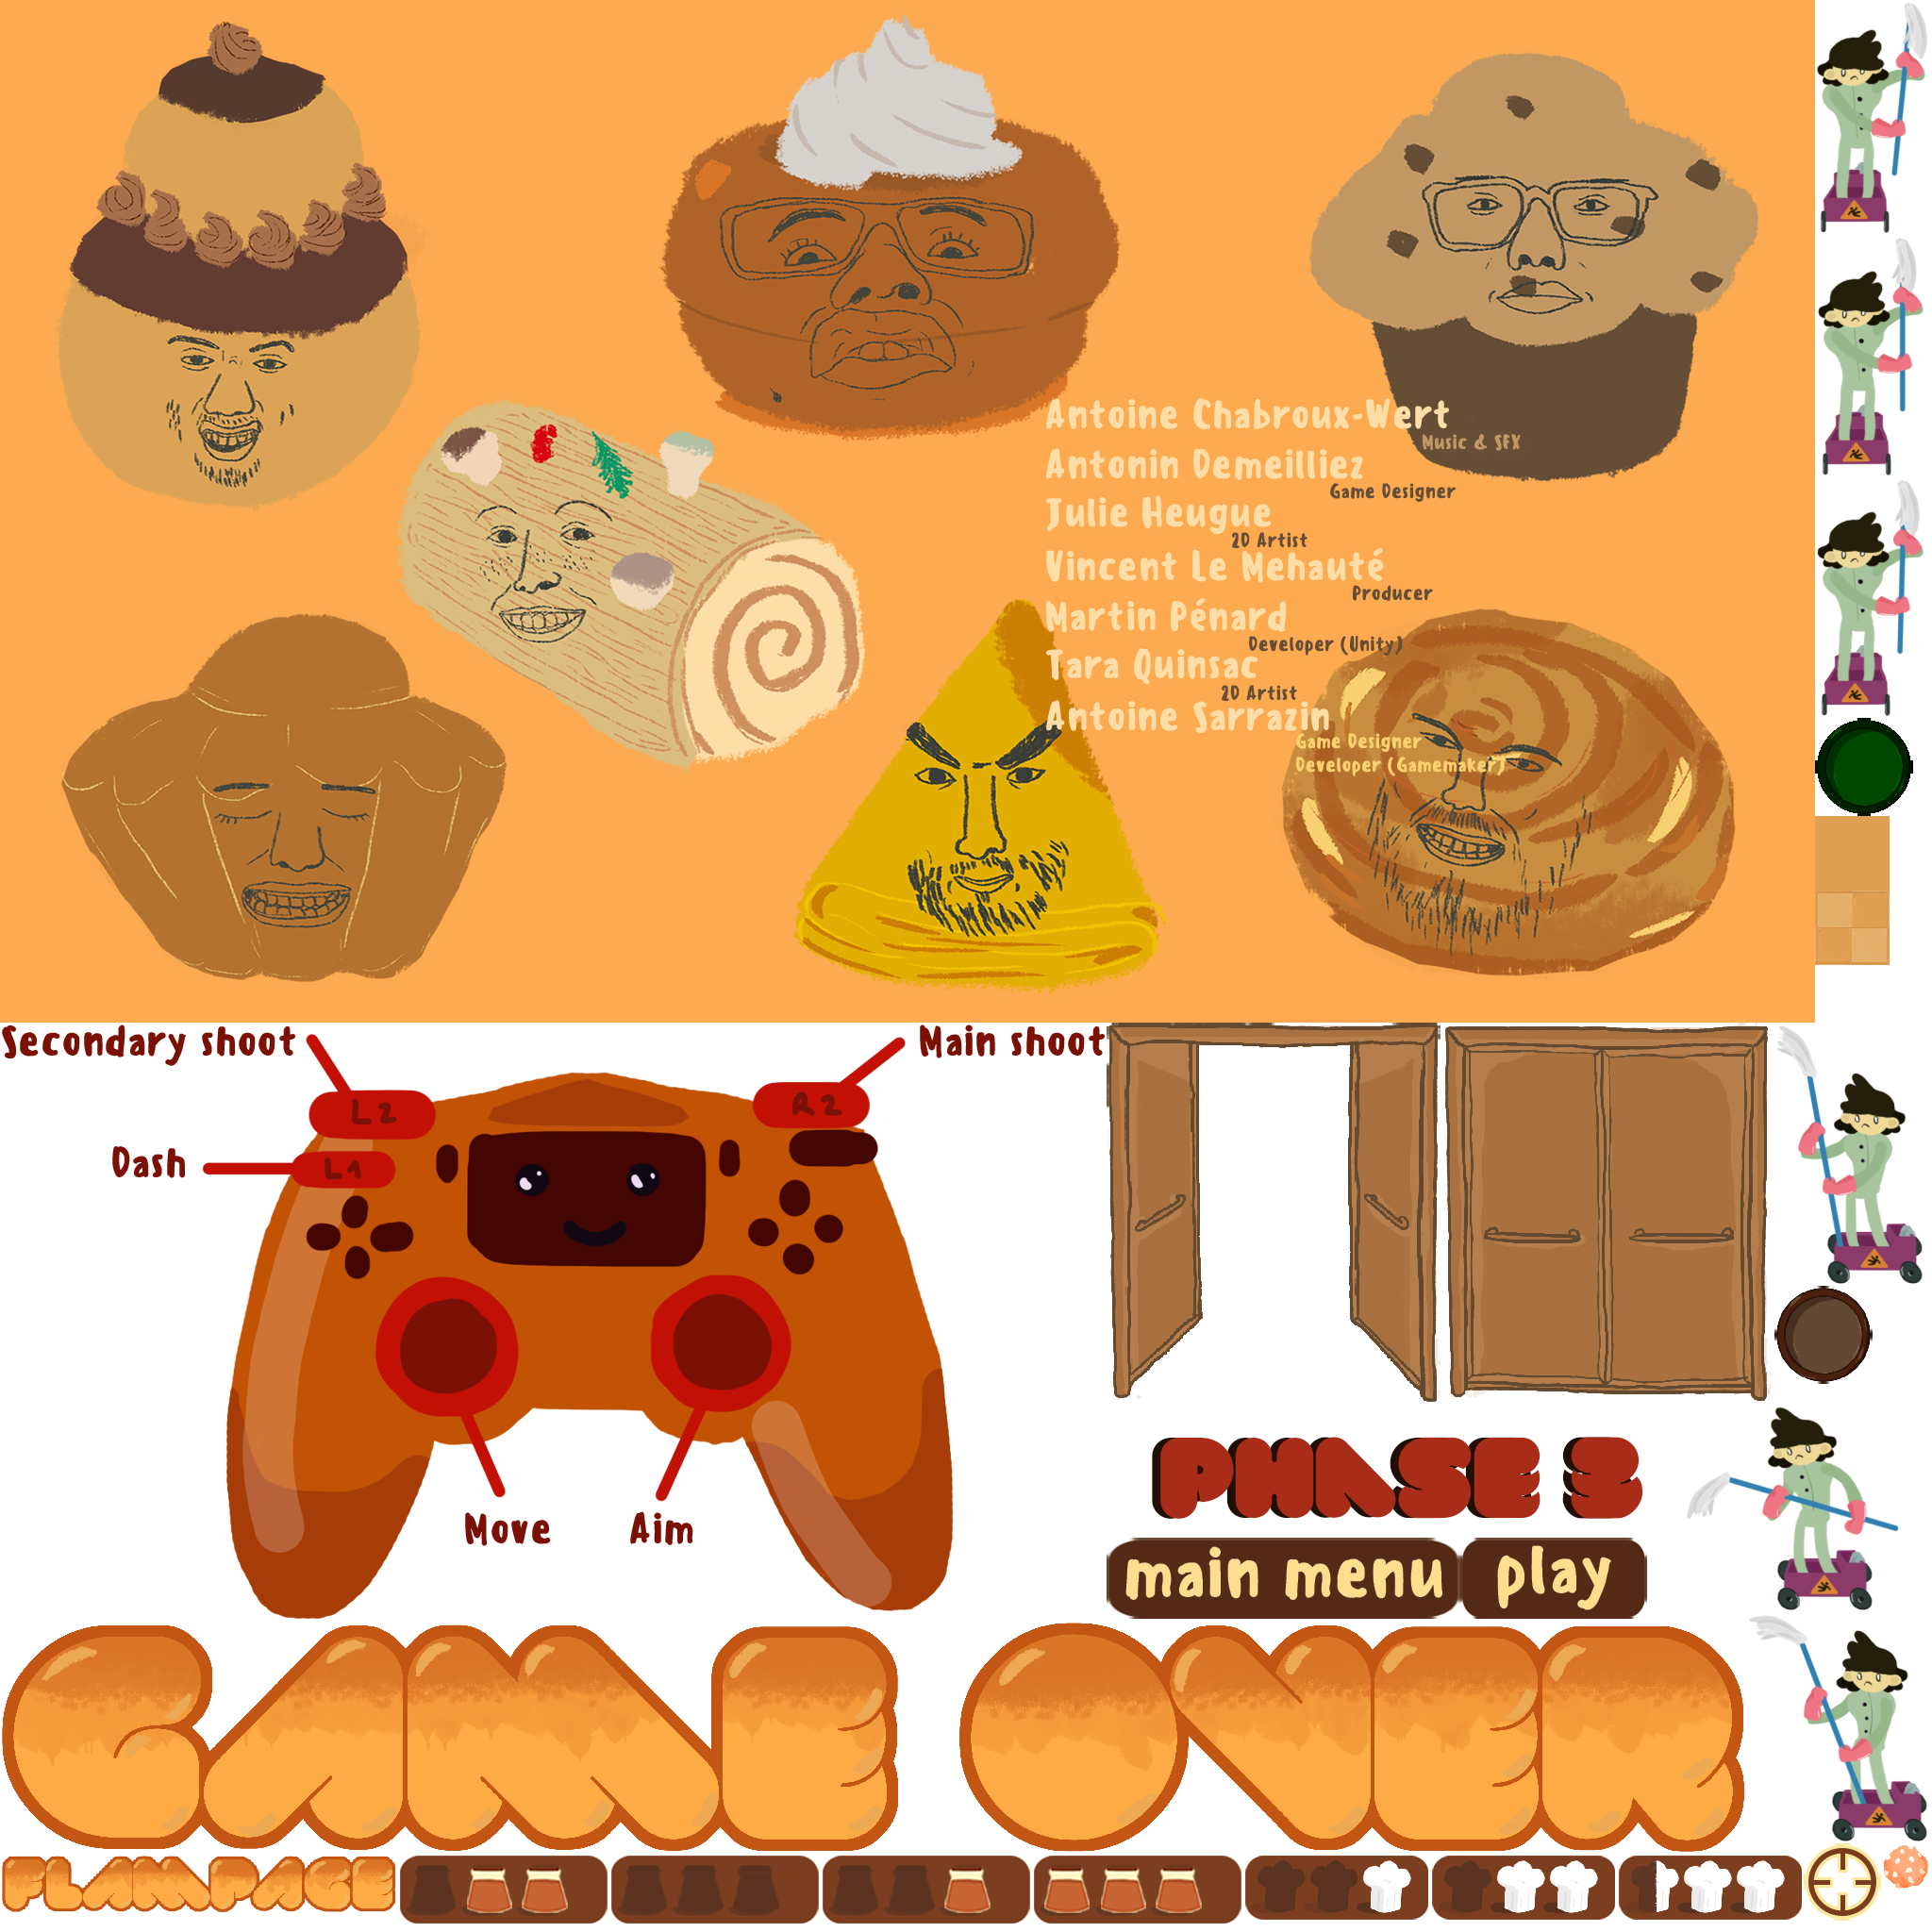 Antoine Chabroux-Wert
Music & SFX
Antonin Demeilliez
Game Designer
Julie Heugue
2D Artist
Vincent Le Mehauté
Producer
Martin Pénard
Developer (Unity)
Tara Quinsac
2D Artist
Antoine Sarrazin
Game Designer
Developer (Gamemaker)
Secondary shoot
Main shoot
L2
R2
Dash
L1
Move
Aim
PHASE 3
main menu
play
GAME OVER
FLAMPAGE